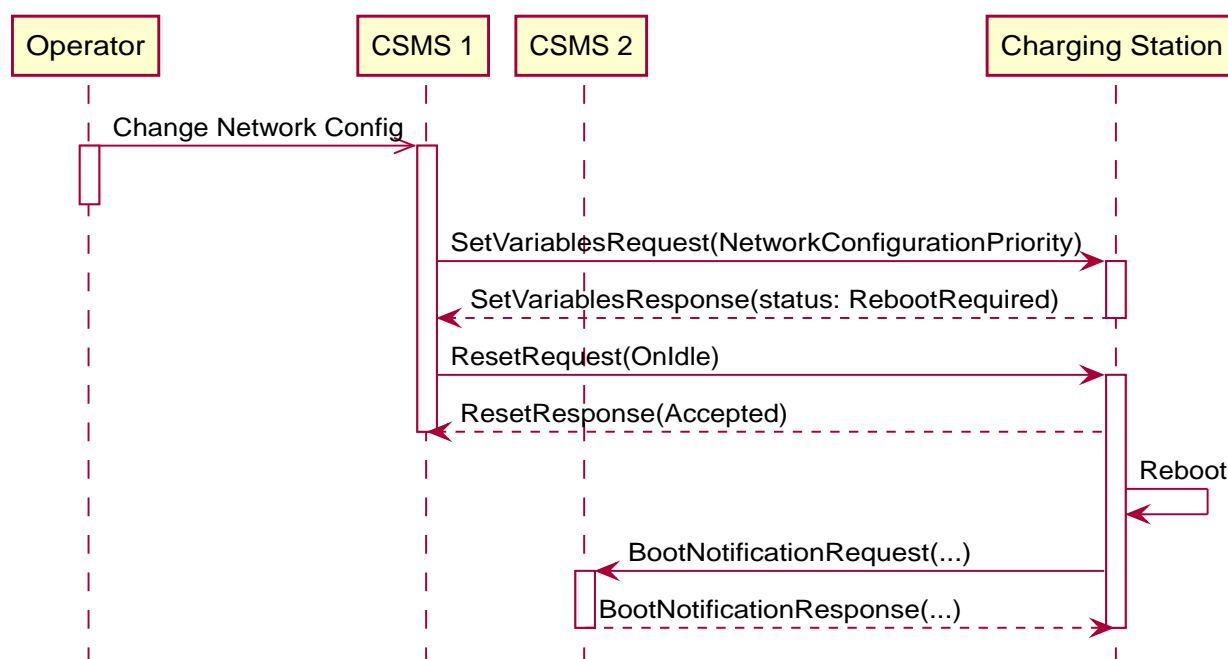 Operator
CSMS 1
CSMS 2
Charging Station
Change Network Config
SetVariablesRequest(NetworkConfigurationPriority)
SetVariablesResponse(status: RebootRequired)
ResetRequest(OnIdle)
ResetResponse(Accepted)
Reboot
BootNotificationRequest(...)
BootNotificationResponse(...)